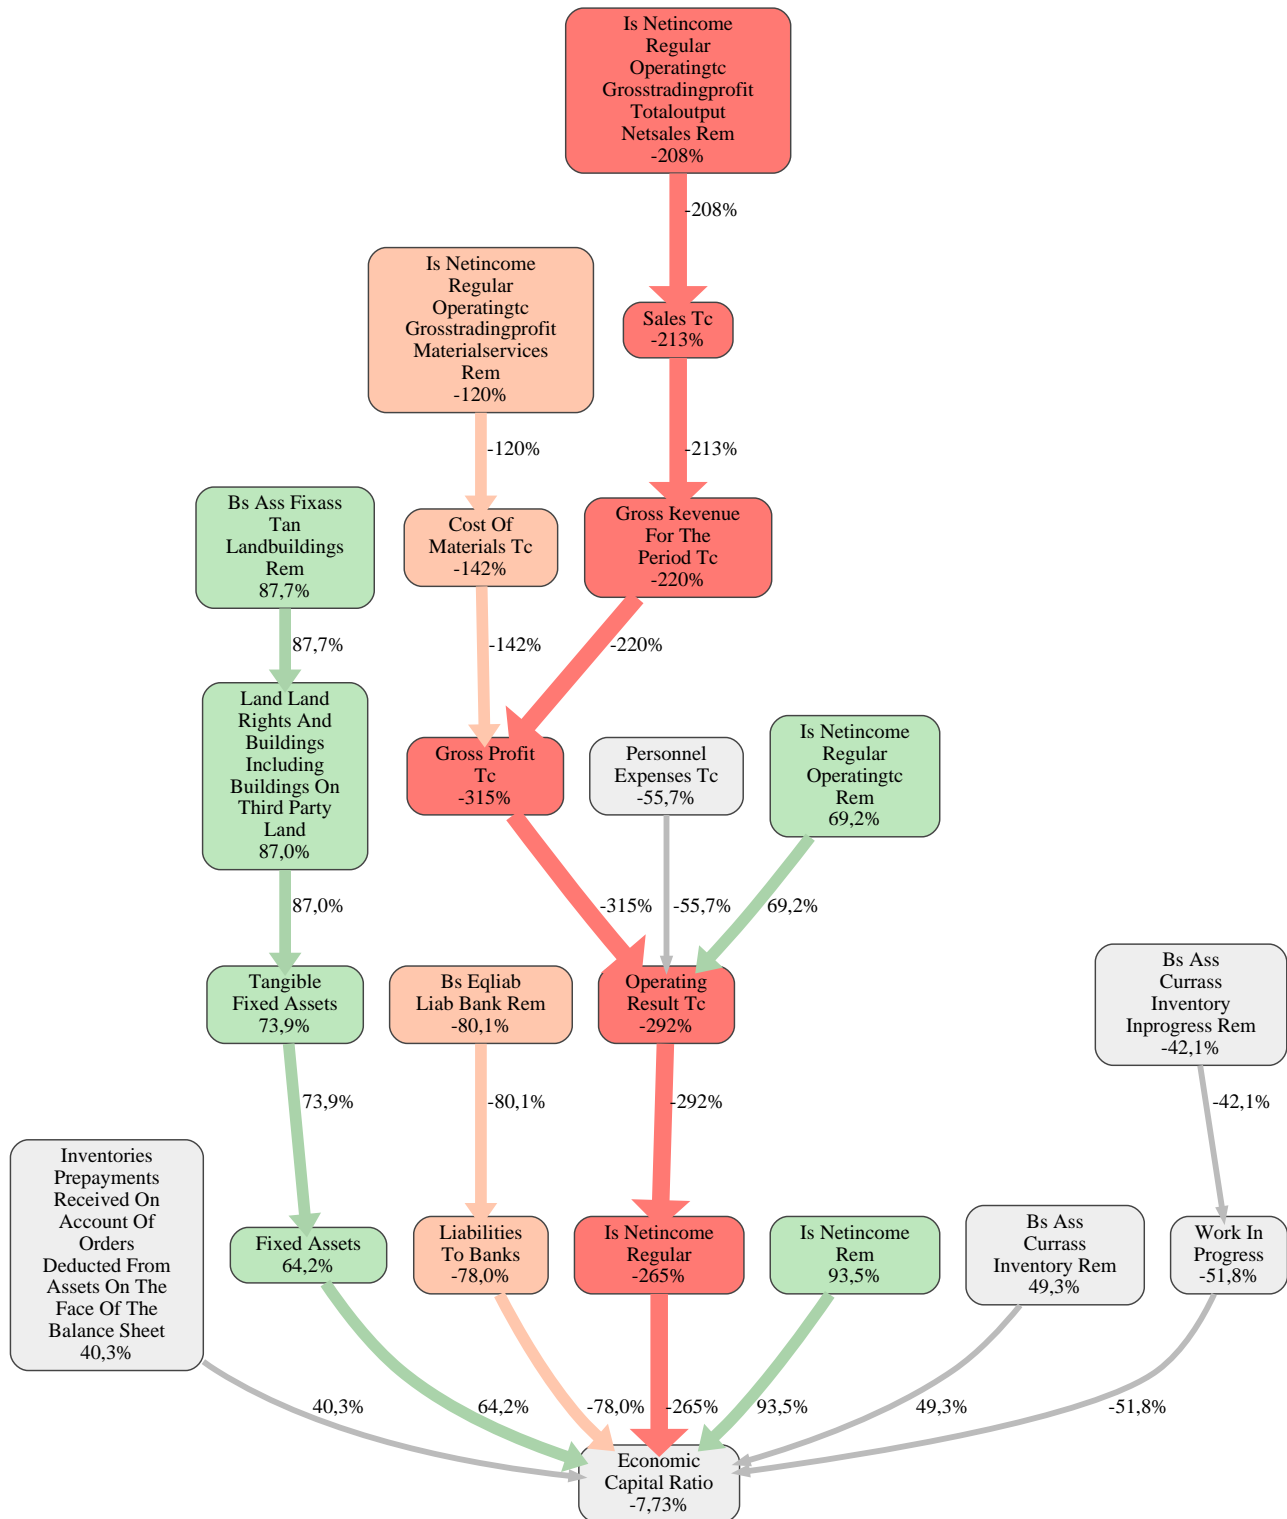 Is Netincome
Regular
Operatingtc
Grosstradingprofit
Totaloutput
Netsales Rem
-208%
-208%
Is Netincome
Regular
Operatingtc
Grosstradingprofit
Materialservices
Rem
-120%
Sales Tc
-213%
-120%
-213%
Bs Ass Fixass
Tan
Landbuildings
Rem
87,7%
Cost Of
Materials Tc
-142%
Gross Revenue
For The
Period Tc
-220%
87,7%
-142%
-220%
Land Land
Rights And
Buildings
Including
Buildings On
Third Party
Land
87,0%
Gross Profit
Tc
-315%
Personnel
Expenses Tc
-55,7%
Is Netincome
Regular
Operatingtc
Rem
69,2%
87,0%
-315%
-55,7%
69,2%
Tangible
Fixed Assets
73,9%
Bs Eqliab
Liab Bank Rem
-80,1%
Operating
Result Tc
-292%
Bs Ass
Currass
Inventory
Inprogress Rem
-42,1%
73,9%
-80,1%
-292%
-42,1%
Inventories
Prepayments
Received On
Account Of
Orders
Deducted From
Assets On The
Face Of The
Balance Sheet
40,3%
Fixed Assets
64,2%
Liabilities
To Banks
-78,0%
Is Netincome
Regular
-265%
Is Netincome
Rem
93,5%
Bs Ass
Currass
Inventory Rem
49,3%
Work In
Progress
-51,8%
40,3%
64,2%
-78,0%
-265%
93,5%
49,3%
-51,8%
Economic
Capital Ratio
-7,73%